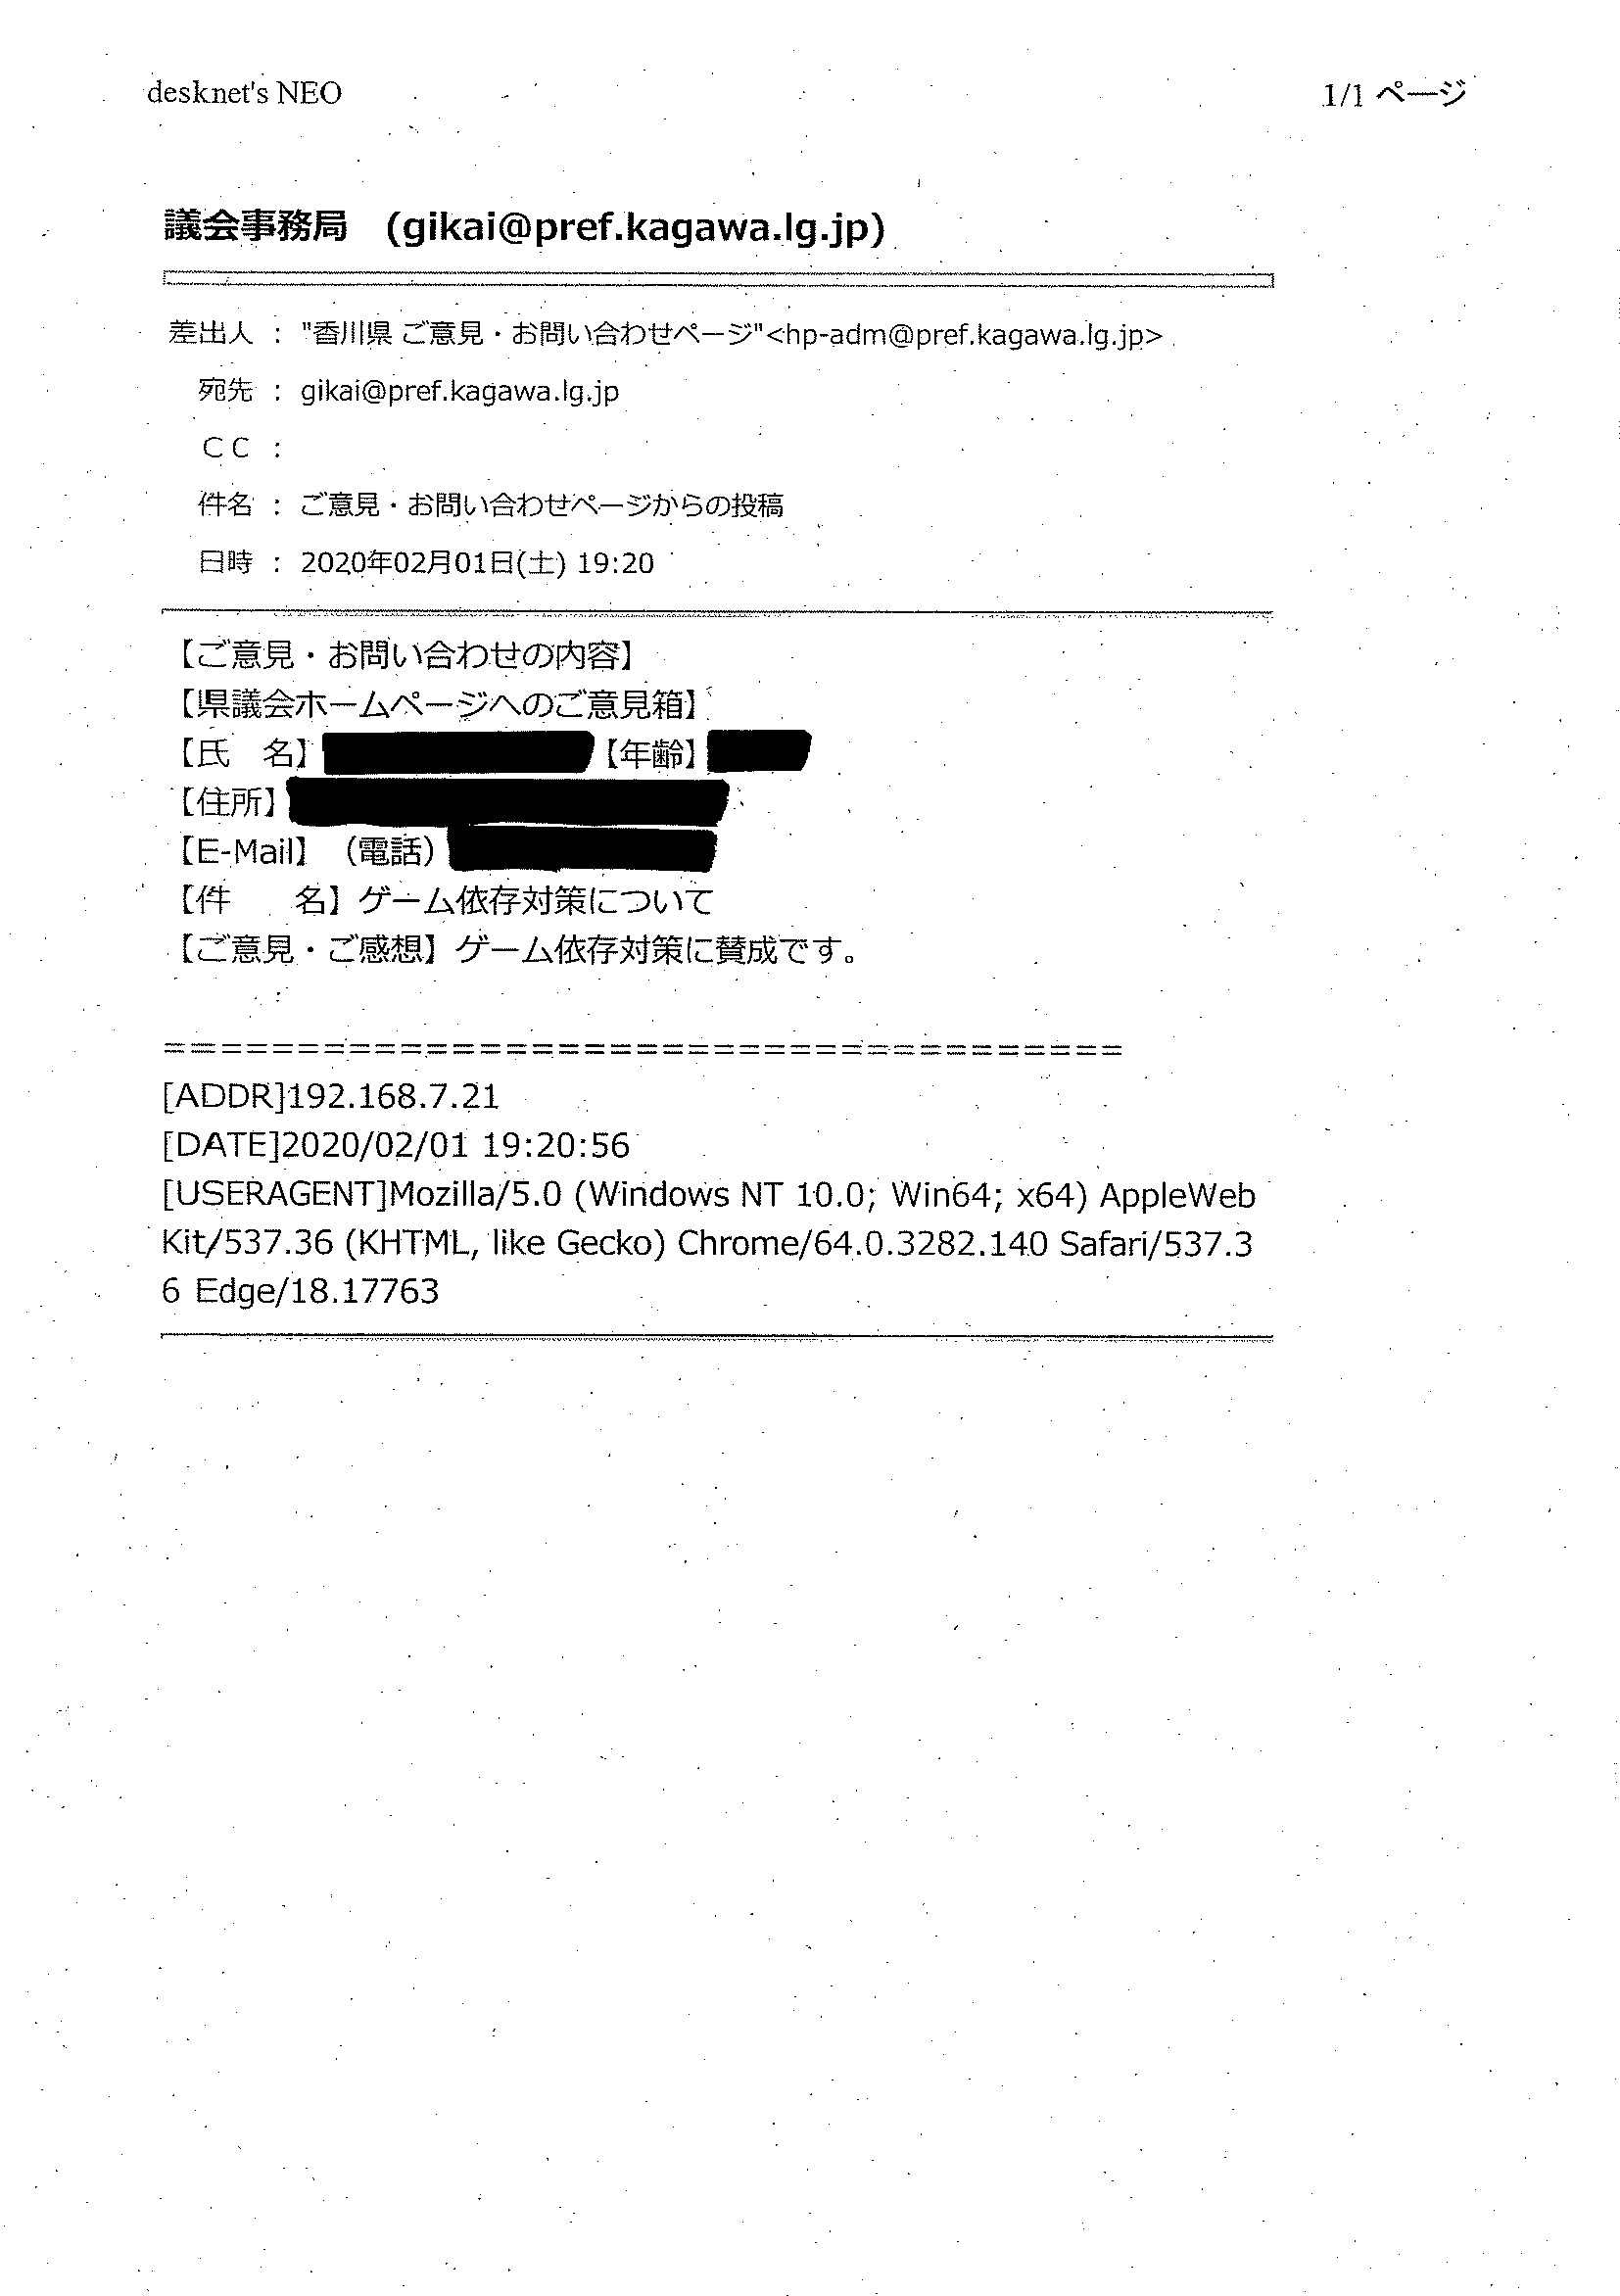 desknet's NEO
1/1 ページ
議会事務局　(gikai@pref.kagawa.lg.jp)
差出人 ： "香川県 ご意見・お問い合わせページ"<hp-adm@pref.kagawa.lg.jp>
宛先 ： gikai@pref.kagawa.lg.jp
ＣＣ ：
件名 ： ご意見・お問い合わせページからの投稿
日時 ： 2020年02月01日(土) 19:20
【ご意見・お問い合わせの内容】
【県議会ホームページへのご意見箱】
【氏　名】【年齢】
【住所】
【E-Mail】（電話）
【件　　名】ゲーム依存対策について
【ご意見・ご感想】ゲーム依存対策に賛成です。
=====================================
[ADDR]192.168.7.21
[DATE]2020/02/01 19:20:56
[USERAGENT]Mozilla/5.0 (Windows NT 10.0; Win64; x64) AppleWeb
Kit/537.36 (KHTML, like Gecko) Chrome/64.0.3282.140 Safari/537.3
6 Edge/18.17763